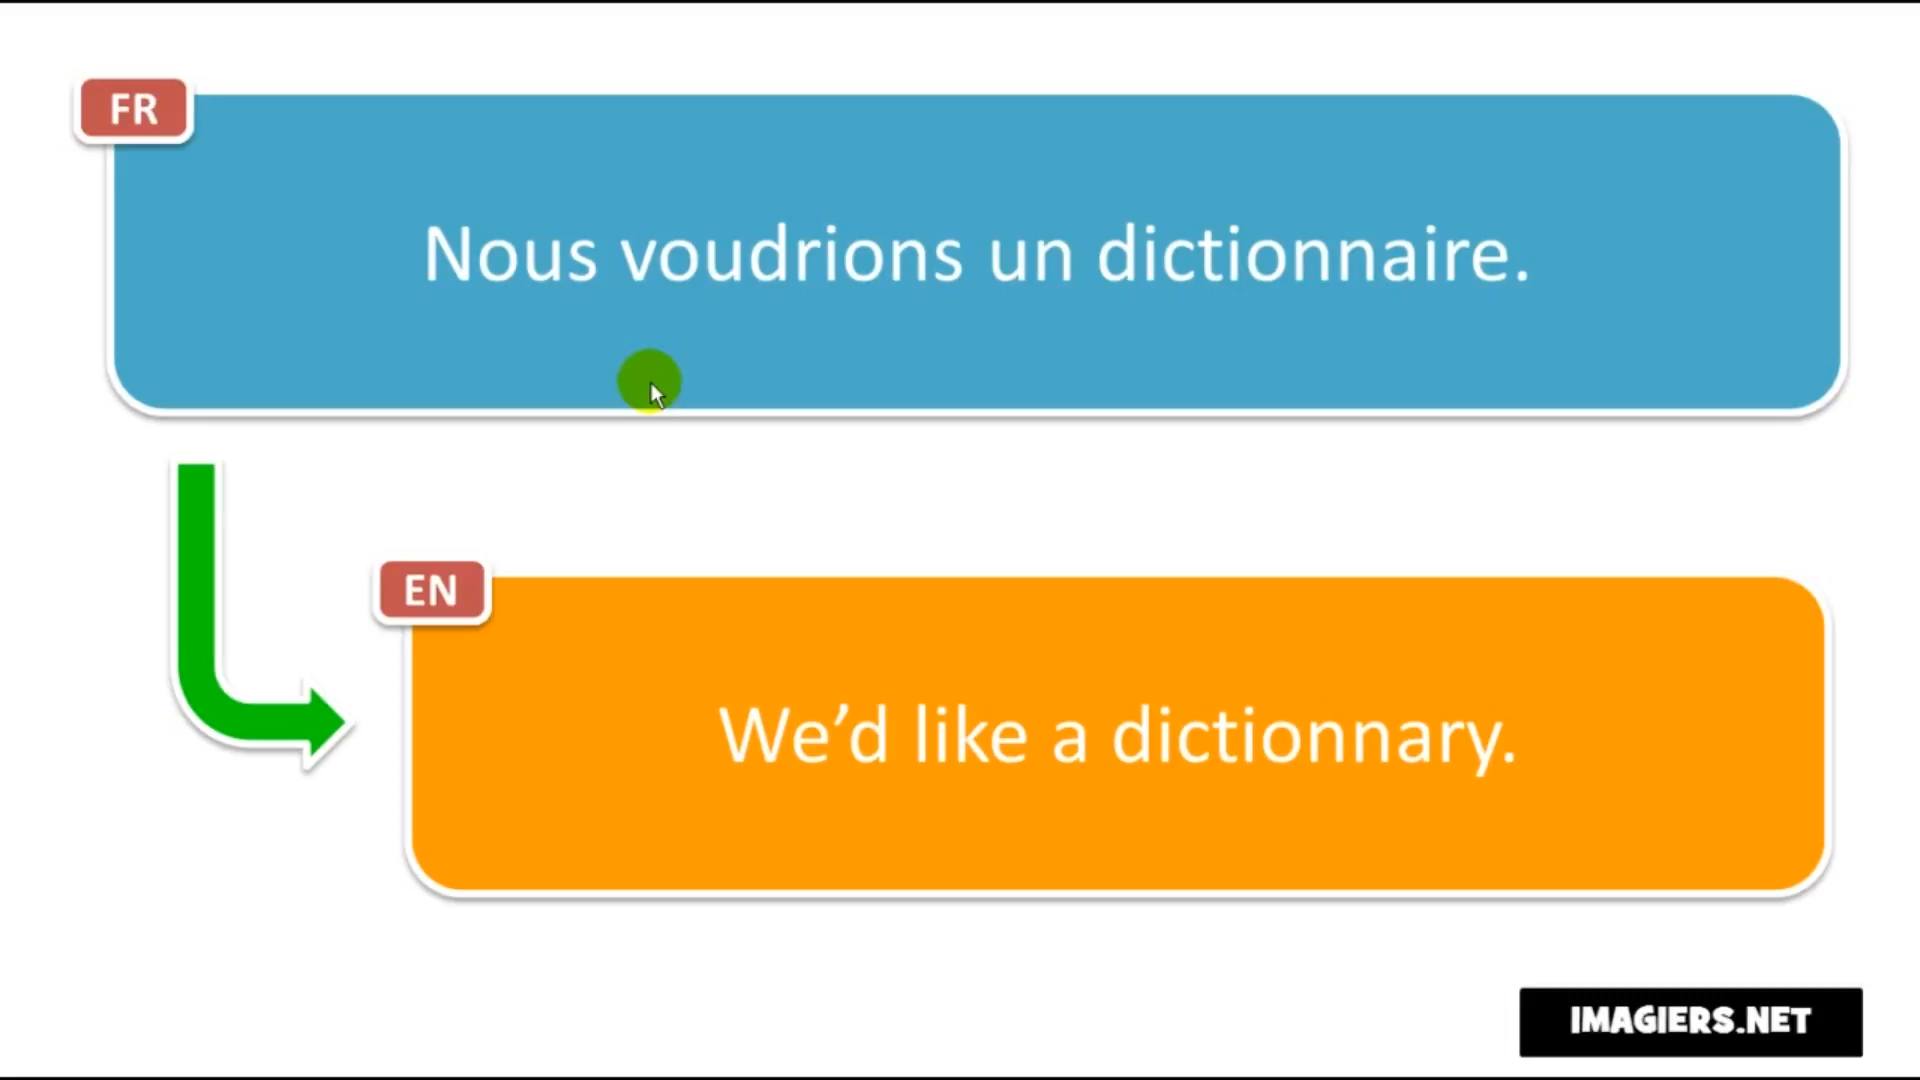 FR
Nous voudrions un dictionnaire.
EN
We’d like a dictionnary.
IMAGIERS.NET